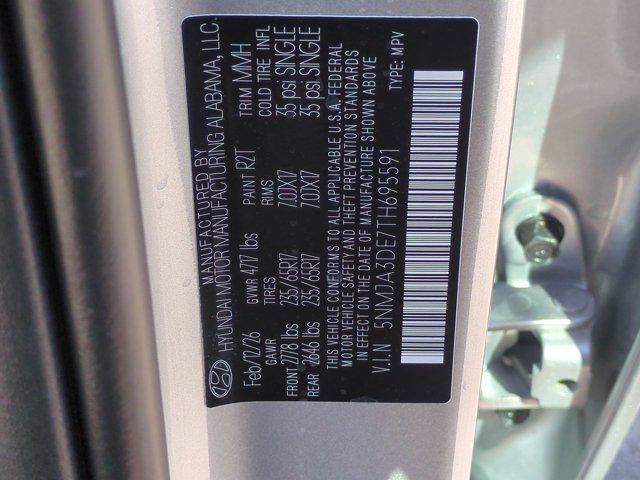 MANUFACTURED BY
HYUNDAI MOTOR MANUFACTURING ALABAMA, LLC.
Feb/12/26 GVWR 4717 lbs PAINT R2T TRIM MMH
GAWR TIRES RIMS COLD TIRE INFL
FRONT 2778 lbs 235/65R17 7.0JX17 35 psi SINGLE
REAR 2646 lbs 235/65R17 7.0JX17 35 psi SINGLE
THIS VEHICLE CONFORMS TO ALL APPLICABLE U.S.A. FEDERAL
MOTOR VEHICLE SAFETY AND THEFT PREVENTION STANDARDS
IN EFFECT ON THE DATE OF MANUFACTURE SHOWN ABOVE
V.I.N 5NMJA3DE7TH695591 TYPE: MPV